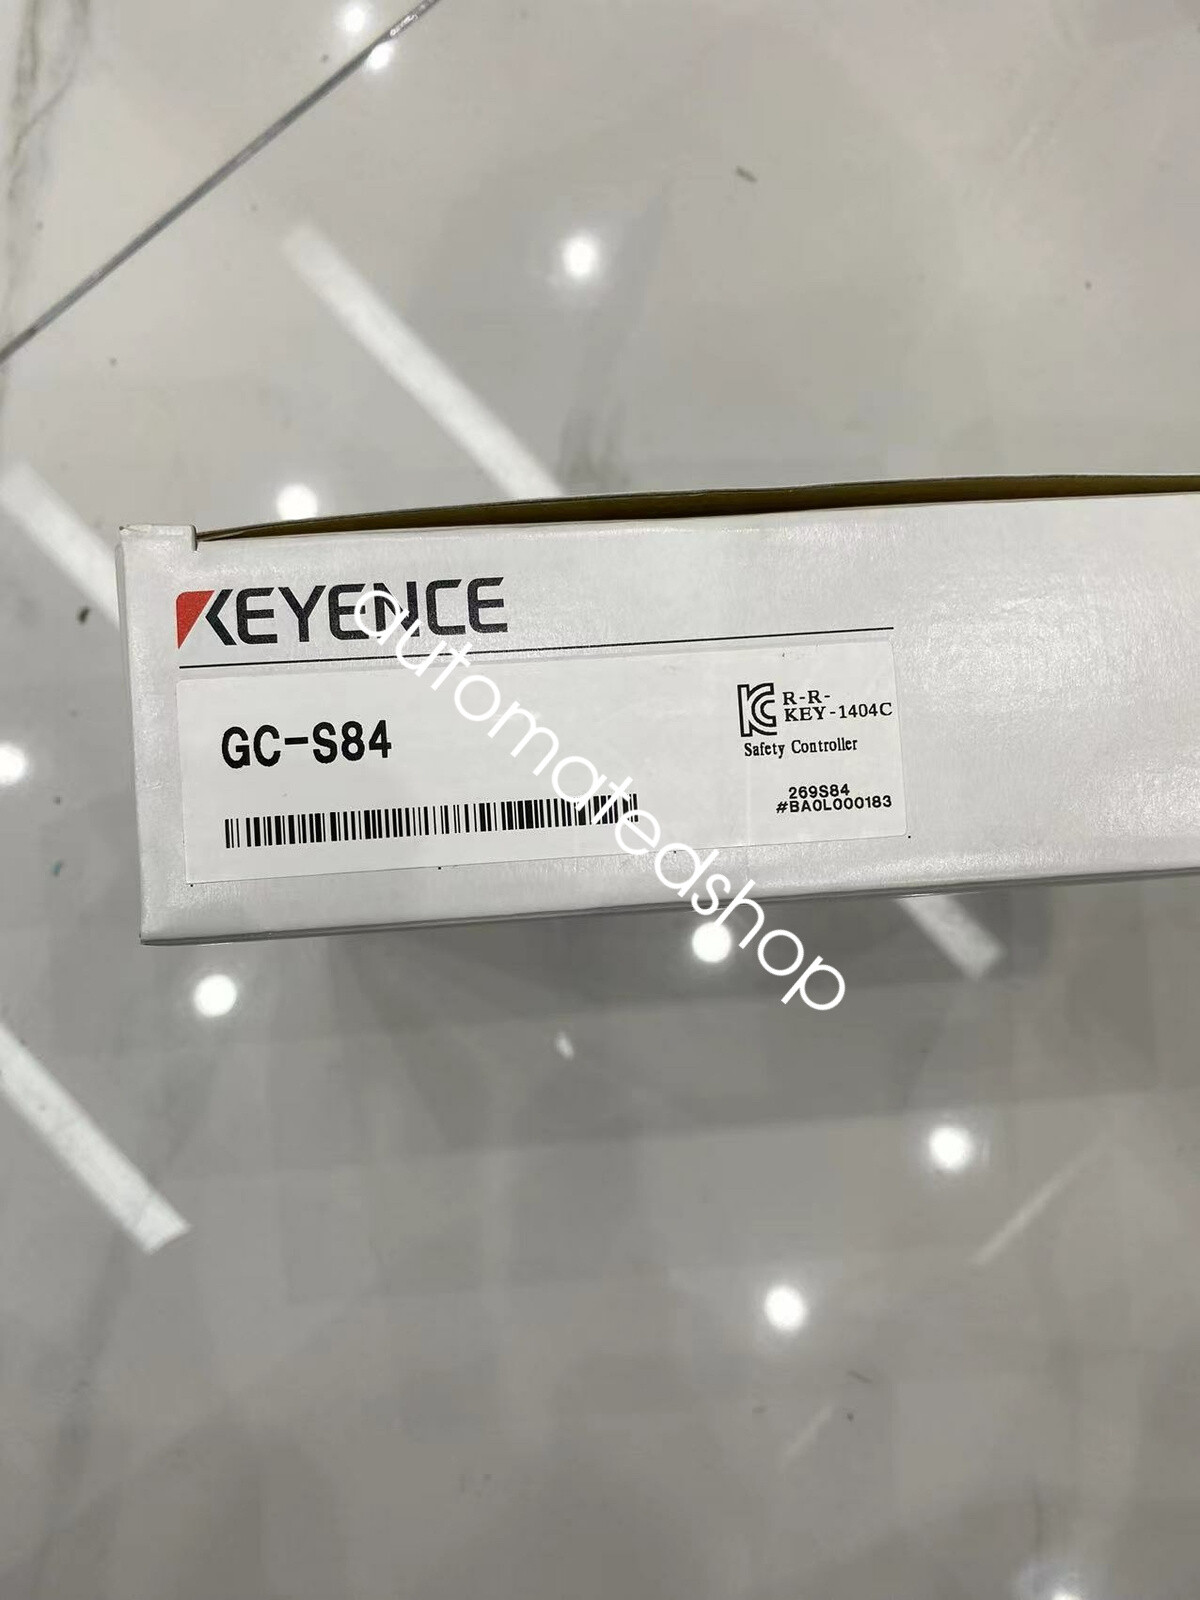 KEYENCE
GC-S84
R-R-
KEY-1404C
Safety Controller
269S84
#BA0L000183
automatedshop